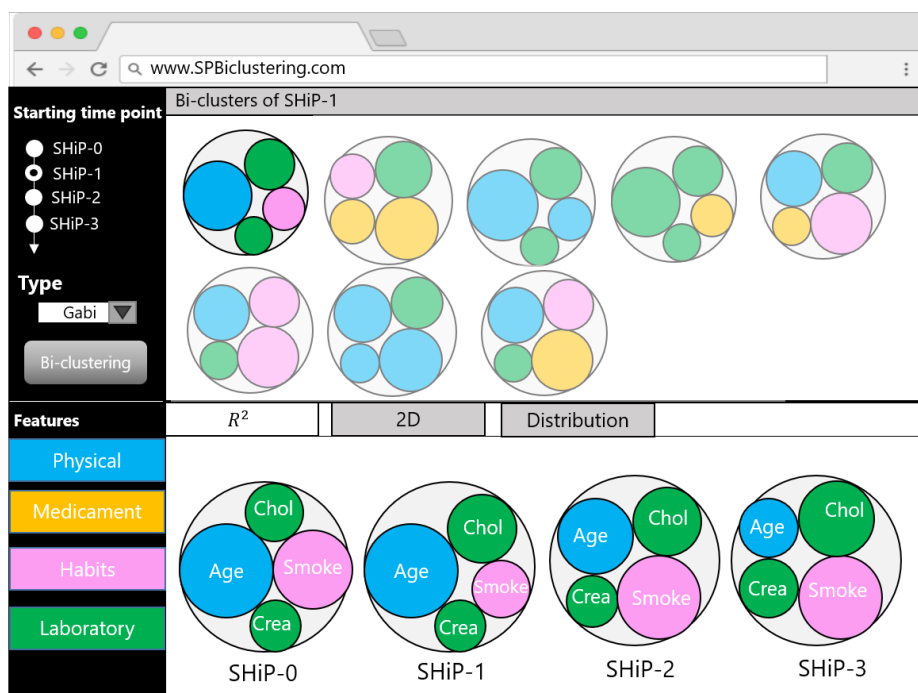 www.SPBiclustering.com
Starting time point
SHiP-0
SHiP-1
SHiP-2
SHiP-3
Type
Gabi
Bi-clustering
Bi-clusters of SHiP-1
Features
Physical
Medicament
Habits
Laboratory
R²
2D
Distribution
Chol
Age
Smoke
Crea
SHiP-0
Chol
Age
Smoke
Crea
SHiP-1
Age
Chol
Crea
Smoke
SHiP-2
Age
Chol
Crea
Smoke
SHiP-3